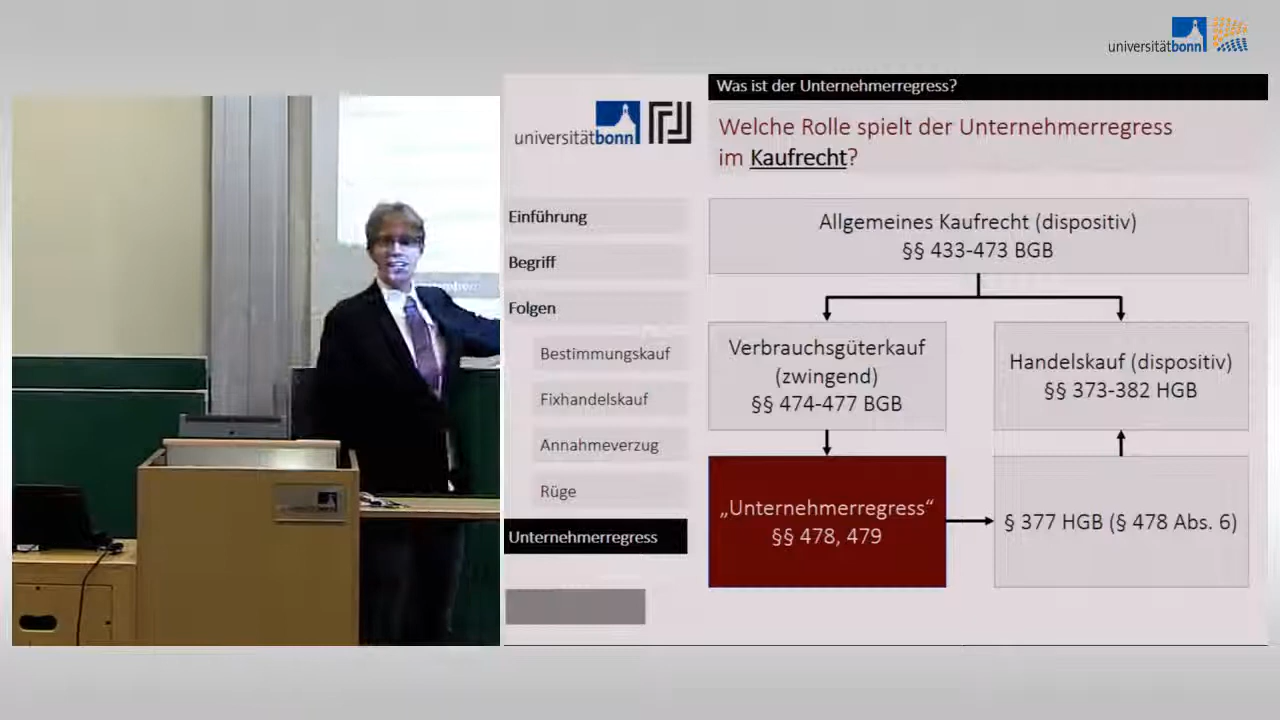 universitätbonn
Was ist der Unternehmerregress?
universitätbonn
Welche Rolle spielt der Unternehmerregress
im Kaufrecht?
Einführung
Begriff
Folgen
Bestimmungskauf
Fixhandelskauf
Annahmeverzug
Rüge
Unternehmerregress
Allgemeines Kaufrecht (dispositiv)
§§ 433-473 BGB
Verbrauchsgüterkauf
(zwingend)
§§ 474-477 BGB
Handelskauf (dispositiv)
§§ 373-382 HGB
„Unternehmerregress“
§§ 478, 479
§ 377 HGB (§ 478 Abs. 6)